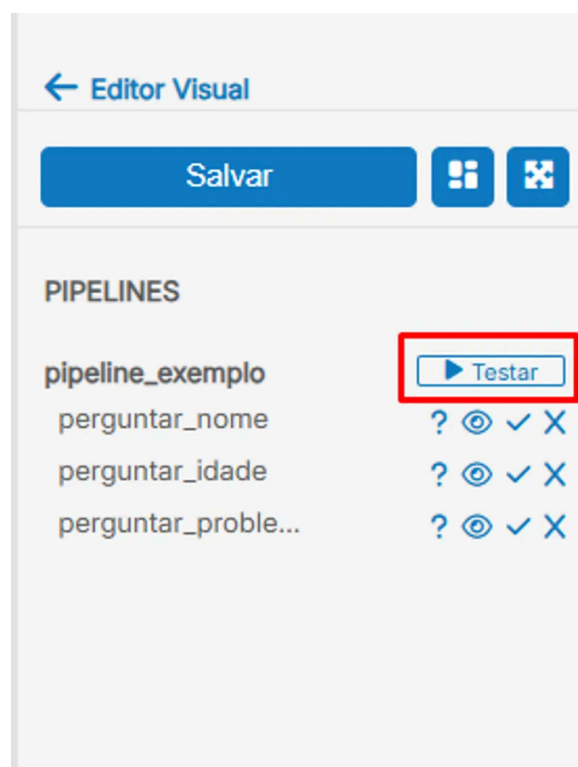 Editor Visual
Salvar
PIPELINES
pipeline_exemplo Testar
perguntar_nome ?
perguntar_idade ?
perguntar_proble... ?